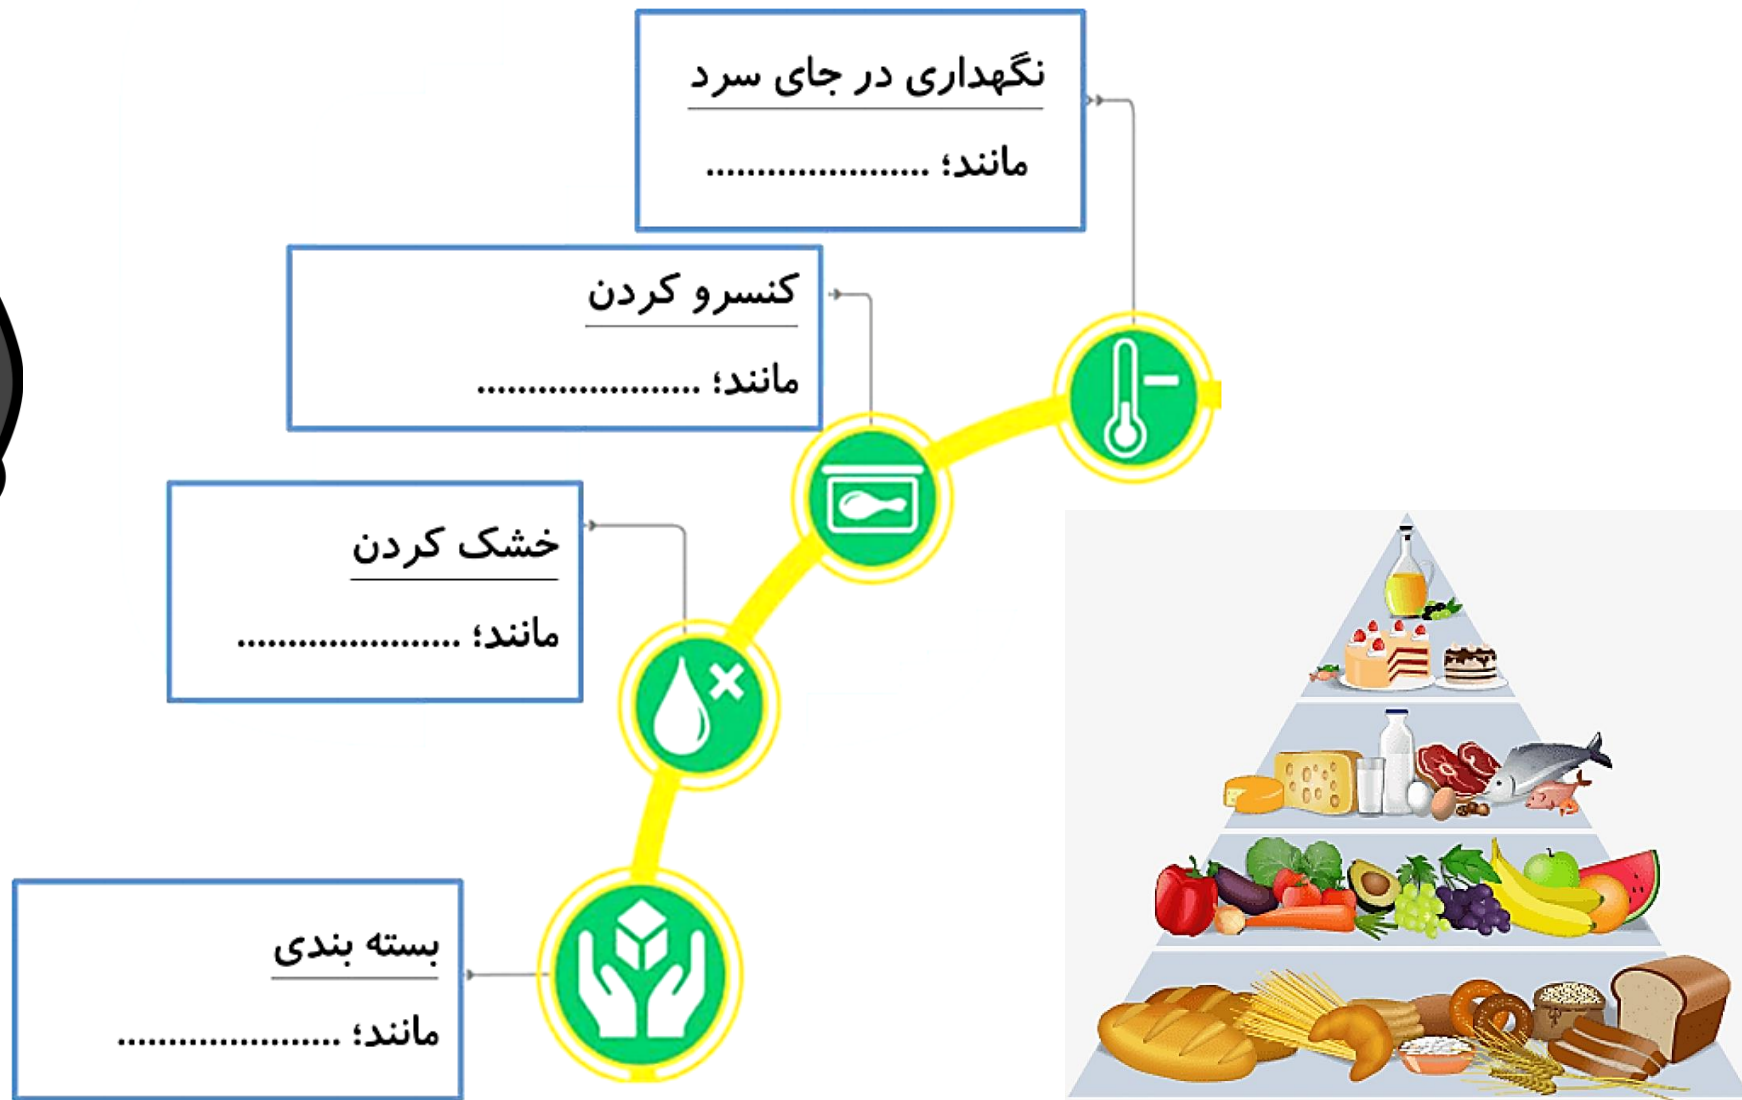 نگهداری در جای سرد
مانند؛ ......................
کنسرو کردن
مانند؛ ......................
خشک کردن
مانند؛ ......................
بسته بندی
مانند؛ ......................